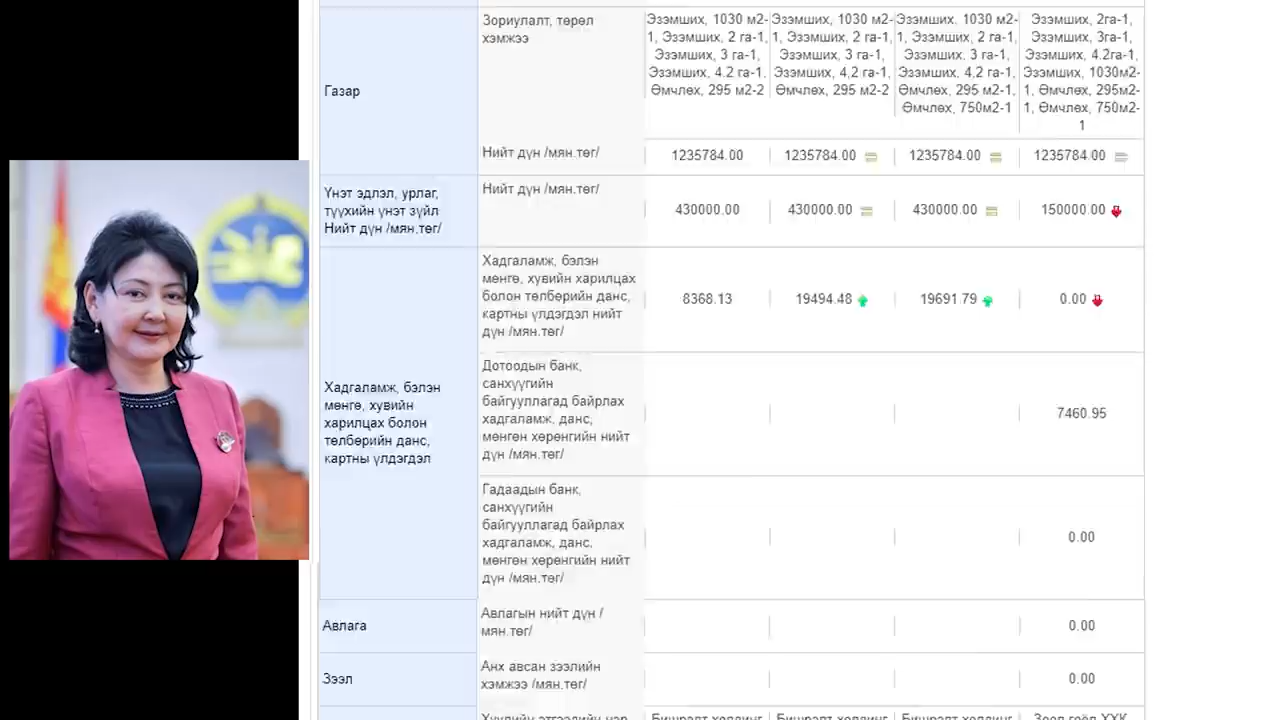 Газар
Зориулалт, төрөл
хэмжээ
Эзэмших, 1030 м2-
1, Эзэмших, 2 га-1,
Эзэмших, 3 га-1,
Эзэмших, 4.2 га-1,
Өмчлөх, 295 м2-2
Эзэмших, 1030 м2-
1, Эзэмших, 2 га-1,
Эзэмших, 3 га-1,
Эзэмших, 4,2 га-1,
Өмчлөх, 295 м2-2
Эзэмших, 1030 м2-
1, Эзэмших, 2 га-1,
Эзэмших, 3 га-1,
Эзэмших, 4.2 га-1,
Өмчлөх, 295 м2-1,
Өмчлөх, 750м2-1
Эзэмших, 2га-1,
Эзэмших, 3га-1,
Эзэмших, 4.2га-1,
Эзэмших, 1030м2-
1, Өмчлөх, 295м2-
1, Өмчлөх, 750м2-
1
Нийт дүн /мян.төг/
1235784.00 1235784.00 1235784.00 1235784.00
Үнэт эдлэл, урлаг,
түүхийн үнэт зүйл
Нийт дүн /мян.төг/
Нийт дүн /мян.төг/
430000.00 430000.00 430000.00 150000.00
Хадгаламж, бэлэн
мөнгө, хувийн
харилцах болон
төлбөрийн данс,
картны үлдэгдэл
Хадгаламж, бэлэн
мөнгө, хувийн харилцах
болон төлбөрийн данс,
картны үлдэгдэл нийт
дүн /мян.төг/
8368.13 19494.48 19691.79 0.00
Дотоодын банк,
санхүүгийн
байгууллагад байрлах
хадгаламж, данс,
мөнгөн хөрөнгийн нийт
дүн /мян.төг/
7460.95
Гадаадын банк,
санхүүгийн
байгууллагад байрлах
хадгаламж, данс,
мөнгөн хөрөнгийн нийт
дүн /мян.төг/
0.00
Авлага
Авлагын нийт дүн /
мян.төг/
0.00
Зээл
Анх авсан зээлийн
хэмжээ /мян.төг/
0.00